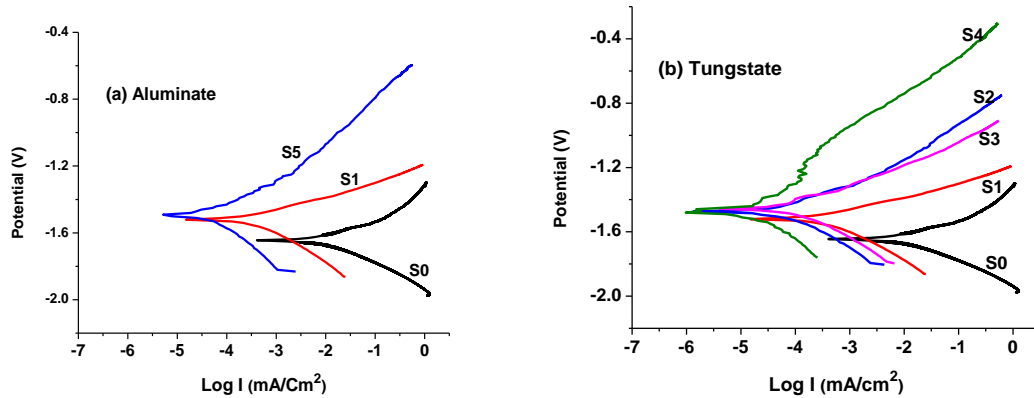 -0.4
-0.8
-1.2
-1.6
-2.0
Potential (V)
(a) Aluminate
S5
S1
S0
-7 -6 -5 -4 -3 -2 -1 0
Log I (mA/Cm²)
-0.4
-0.8
-1.2
-1.6
-2.0
Potential (V)
(b) Tungstate
S4
S2
S3
S1
S0
-7 -6 -5 -4 -3 -2 -1 0
Log I (mA/cm²)